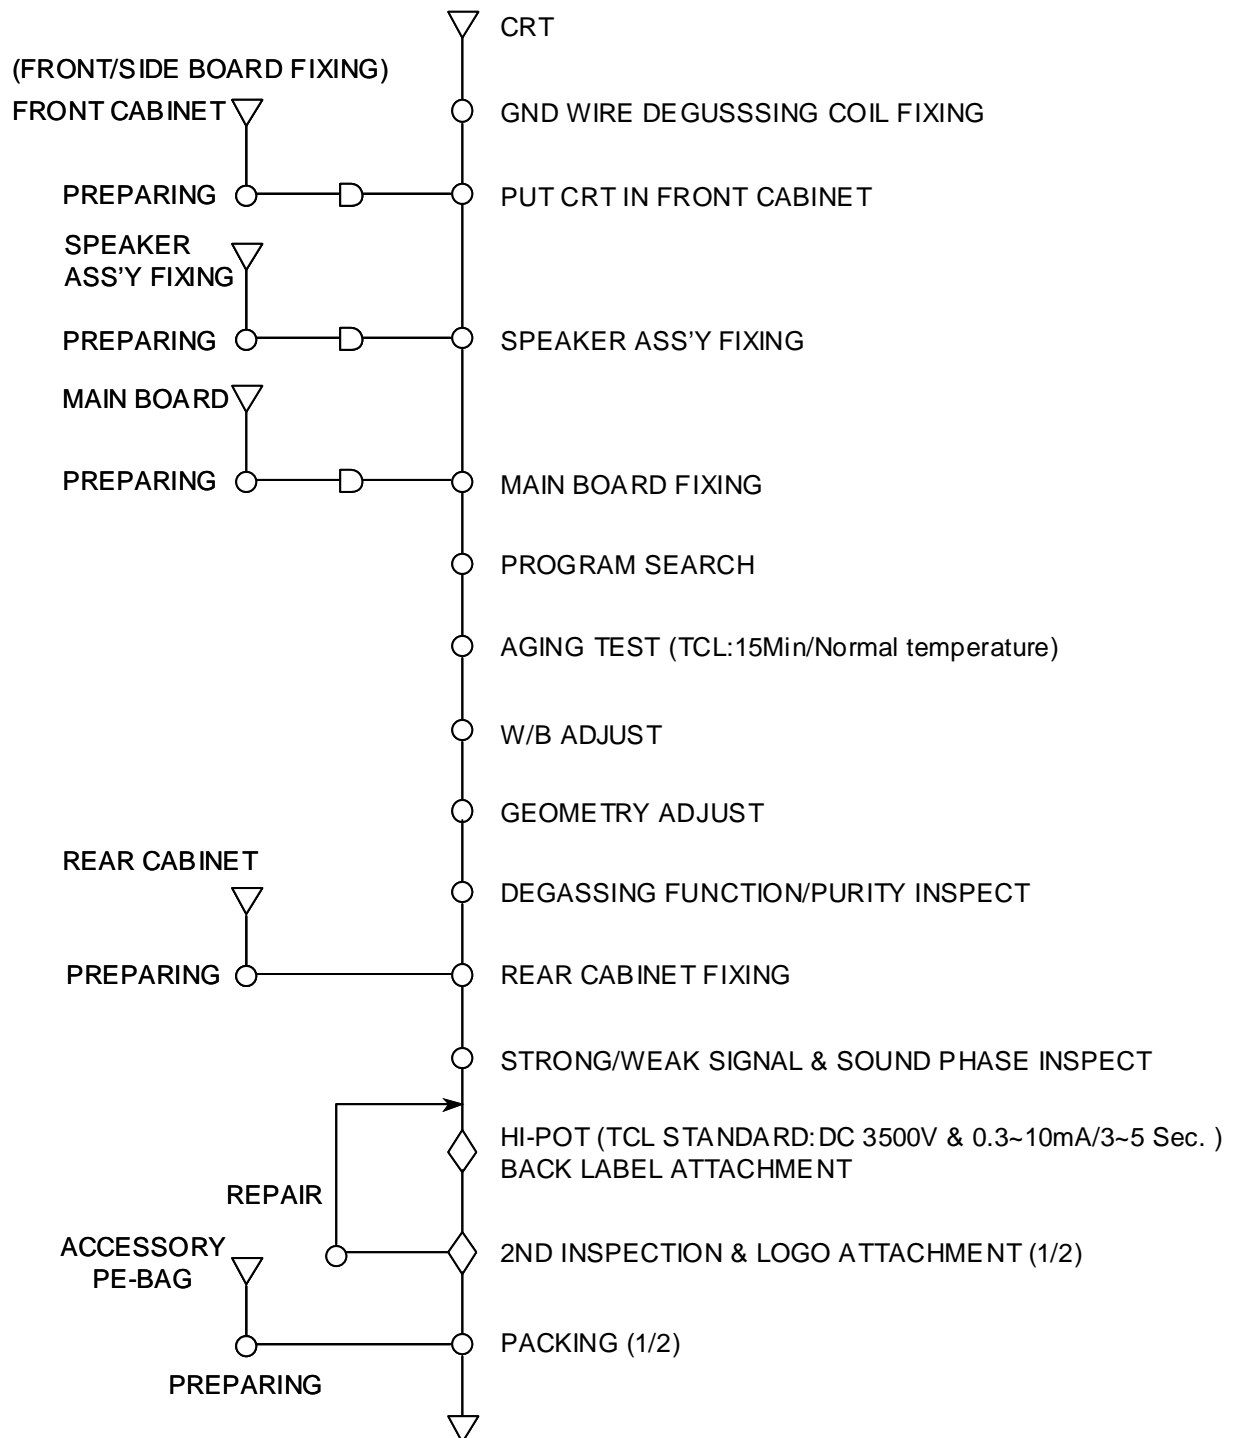 CRT
(FRONT/SIDE BOARD FIXING)
FRONT CABINET
GND WIRE DEGUSSSING COIL FIXING
PREPARING
PUT CRT IN FRONT CABINET
SPEAKER
ASS'Y FIXING
PREPARING
SPEAKER ASS'Y FIXING
MAIN BOARD
PREPARING
MAIN BOARD FIXING
PROGRAM SEARCH
AGING TEST (TCL:15Min/Normal temperature)
W/B ADJUST
GEOMETRY ADJUST
REAR CABINET
DEGASSING FUNCTION/PURITY INSPECT
PREPARING
REAR CABINET FIXING
STRONG/WEAK SIGNAL & SOUND PHASE INSPECT
HI-POT (TCL STANDARD:DC 3500V & 0.3~10mA/3~5 Sec. )
BACK LABEL ATTACHMENT
REPAIR
ACCESSORY
PE-BAG
2ND INSPECTION & LOGO ATTACHMENT (1/2)
PACKING (1/2)
PREPARING